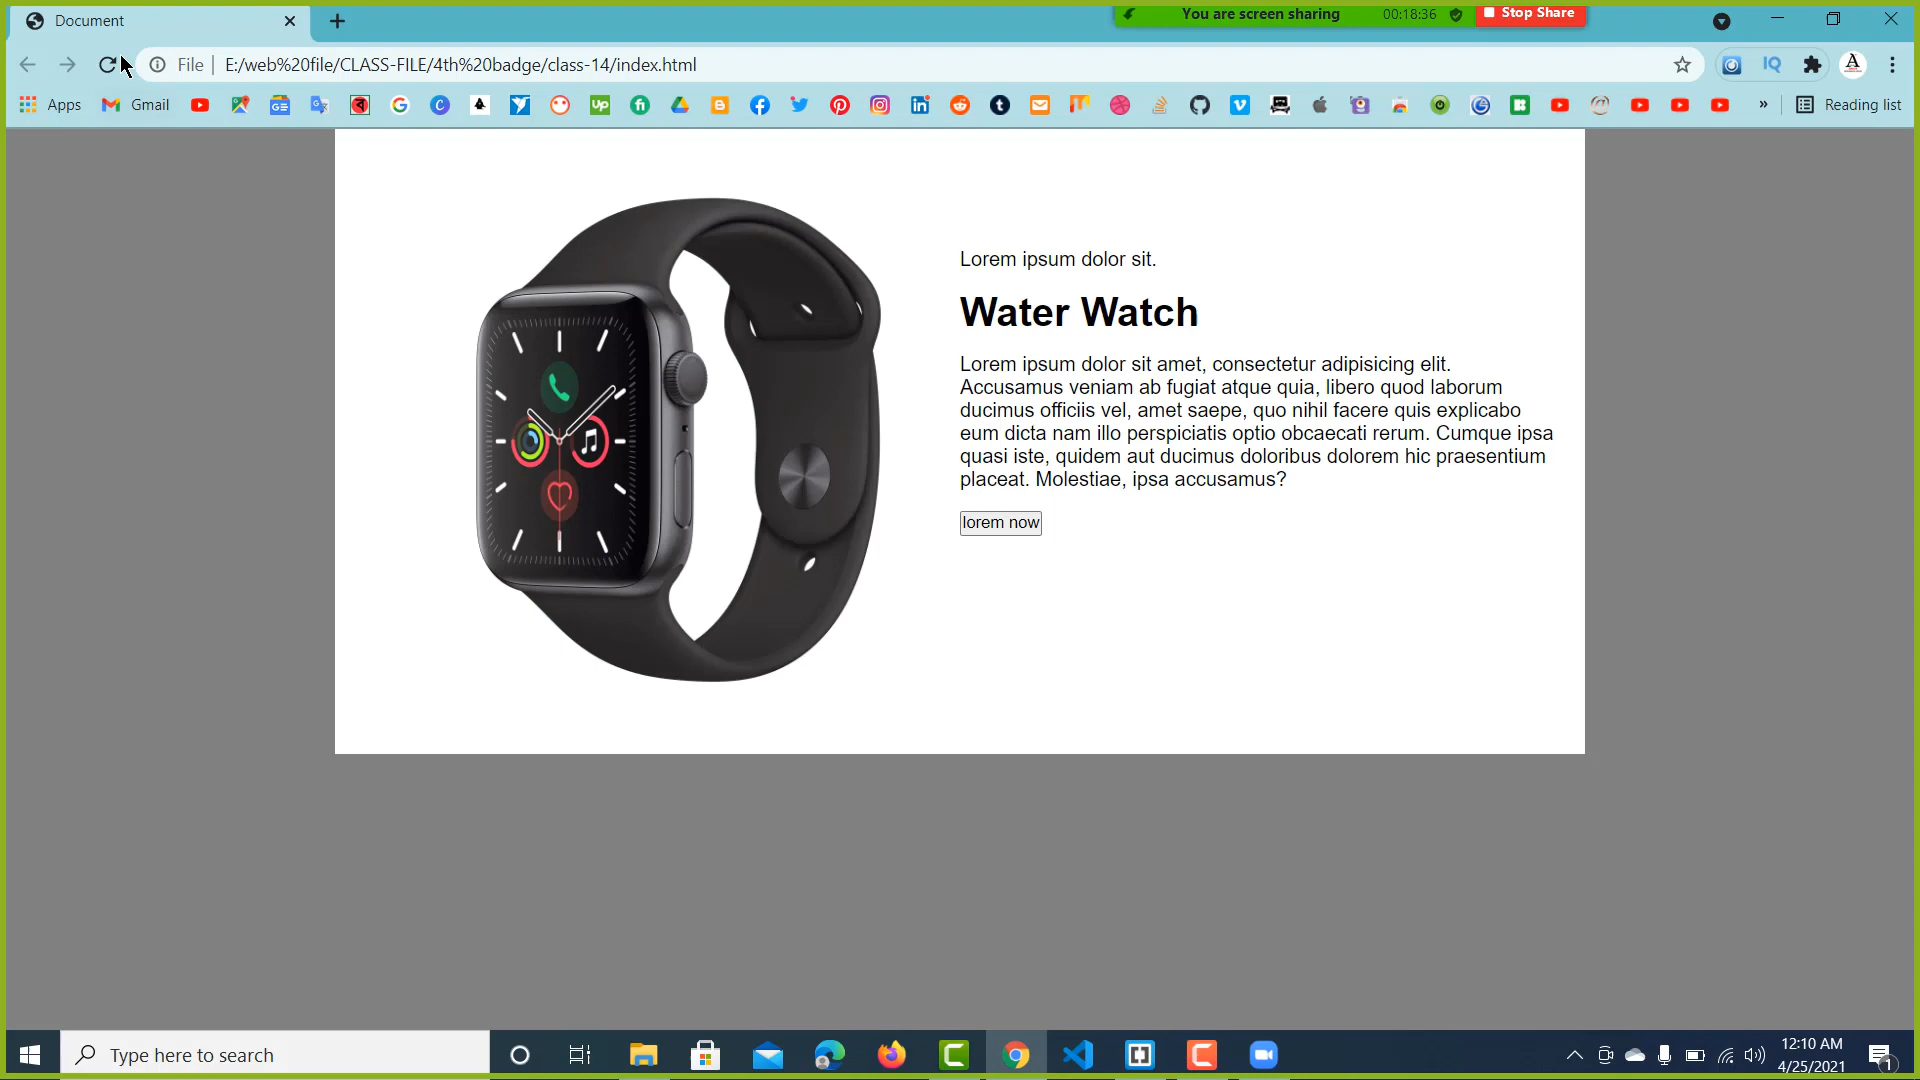 Document
You are screen sharing 00:18:36 Stop Share
File E:/web%20file/CLASS-FILE/4th%20badge/class-14/index.html
IQ
A
Apps Gmail Up fi Reading list
Lorem ipsum dolor sit.
Water Watch
Lorem ipsum dolor sit amet, consectetur adipisicing elit.
Accusamus veniam ab fugiat atque quia, libero quod laborum
ducimus officiis vel, amet saepe, quo nihil facere quis explicabo
eum dicta nam illo perspiciatis optio obcaecati rerum. Cumque ipsa
quasi iste, quidem aut ducimus doloribus dolorem hic praesentium
placeat. Molestiae, ipsa accusamus?
lorem now
Type here to search
12:10 AM
4/25/2021
1